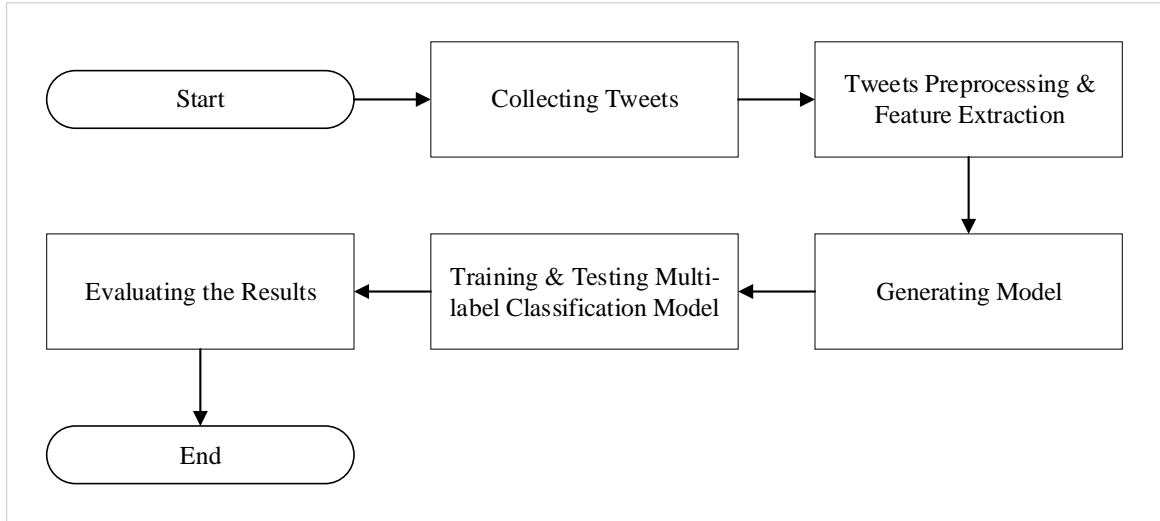 Start
Collecting Tweets
Tweets Preprocessing &
Feature Extraction
Generating Model
Training & Testing Multi-
label Classification Model
Evaluating the Results
End